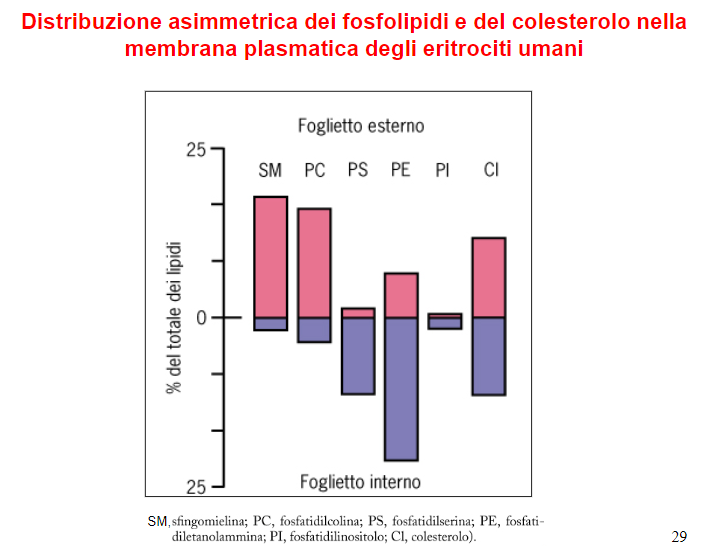 Distribuzione asimmetrica dei fosfolipidi e del colesterolo nella
membrana plasmatica degli eritrociti umani
Foglietto esterno
25
SM PC PS PE PI Cl
% del totale dei lipidi
0
25
Foglietto interno
SM, sfingomielina; PC, fosfatidilcolina; PS, fosfatidilserina; PE, fosfati-
diletanolammina; PI, fosfatidilinositolo; Cl, colesterolo).
29